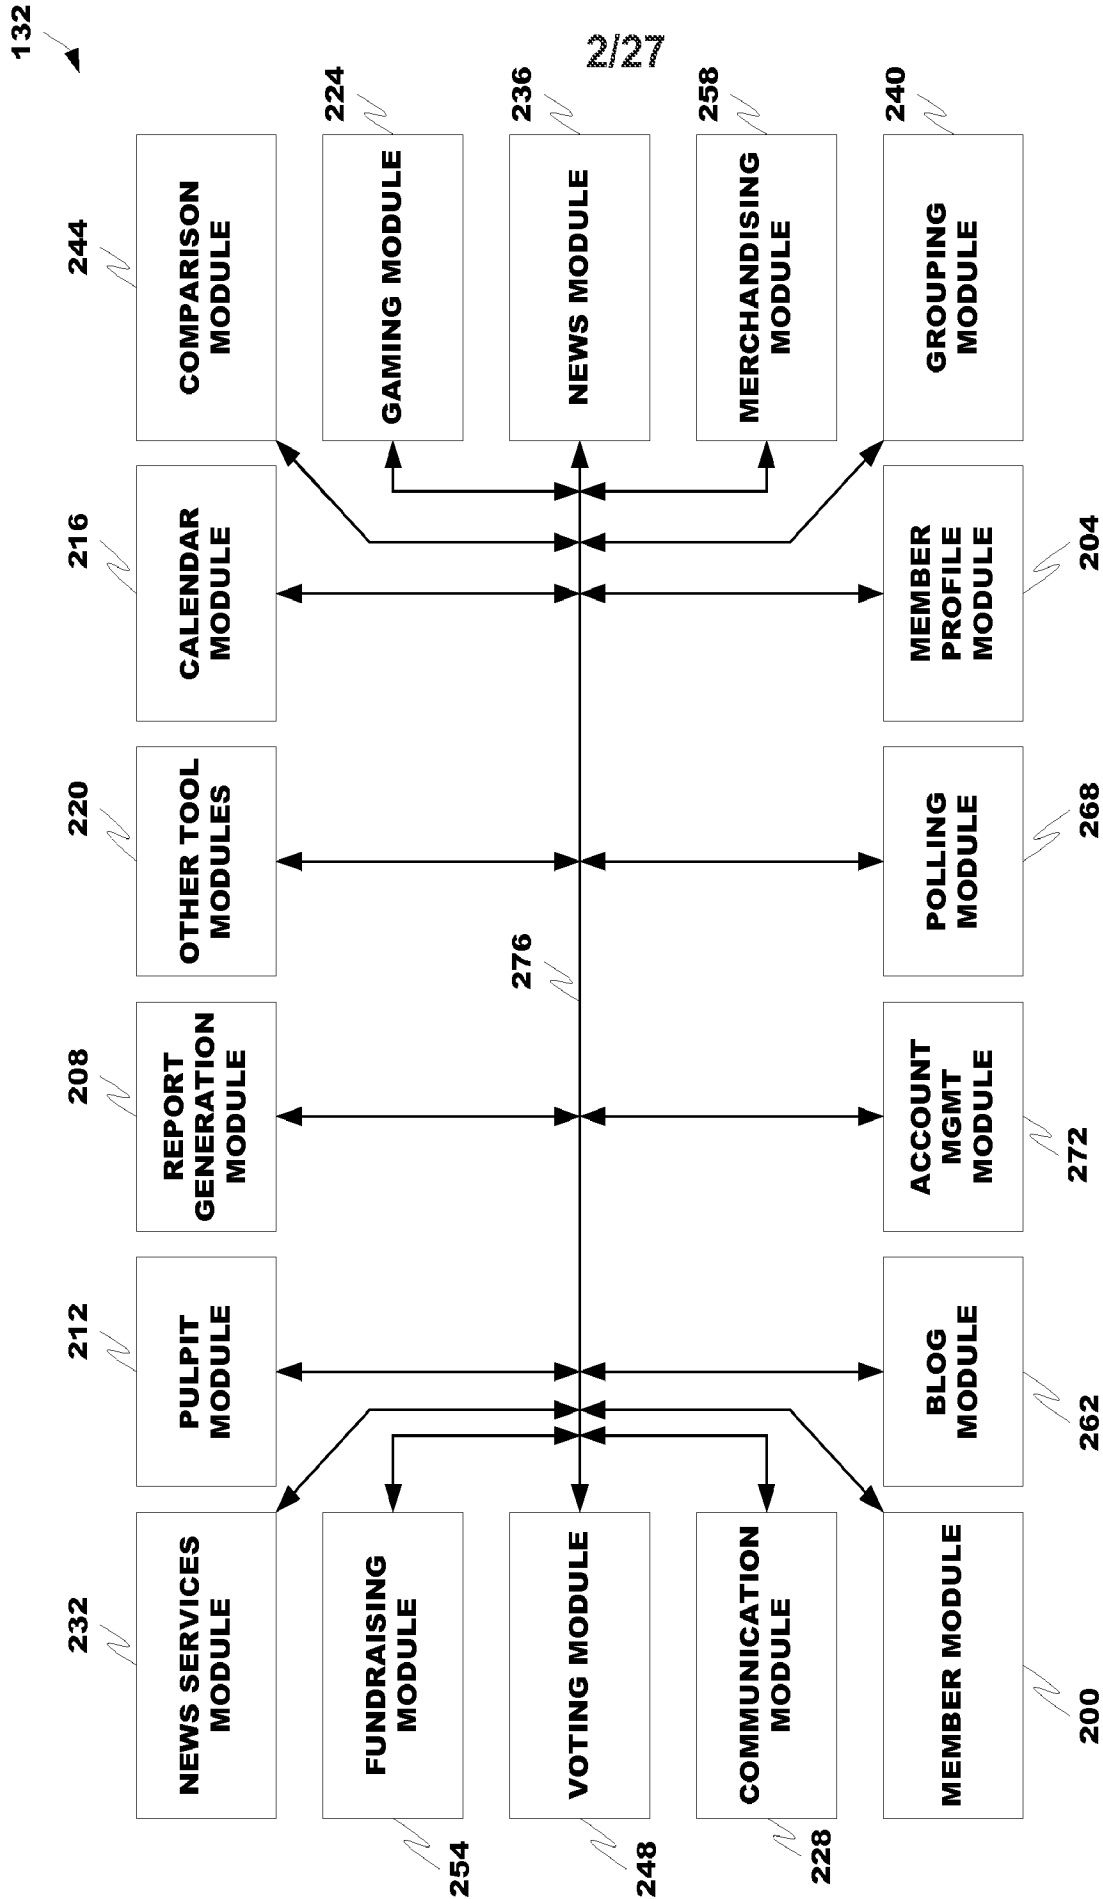 132
2/27
232
NEWS SERVICES
MODULE
212
PULPIT
MODULE
208
REPORT
GENERATION
MODULE
220
OTHER TOOL
MODULES
216
CALENDAR
MODULE
244
COMPARISON
MODULE
254
FUNDRAISING
MODULE
224
GAMING MODULE
248
VOTING MODULE
276
236
NEWS MODULE
228
COMMUNICATION
MODULE
258
MERCHANDISING
MODULE
200
MEMBER MODULE
262
BLOG
MODULE
272
ACCOUNT
MGMT
MODULE
268
POLLING
MODULE
204
MEMBER
PROFILE
MODULE
240
GROUPING
MODULE